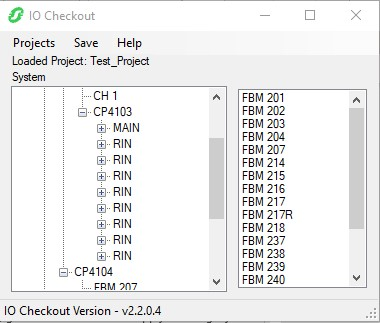 IO Checkout
Projects Save Help
Loaded Project: Test_Project
System
CH 1
CP4103
MAIN
RIN
RIN
RIN
RIN
RIN
RIN
RIN
CP4104
FBM 207
FBM 201
FBM 202
FBM 203
FBM 204
FBM 207
FBM 214
FBM 215
FBM 216
FBM 217
FBM 217R
FBM 218
FBM 237
FBM 238
FBM 239
FBM 240
IO Checkout Version - v2.2.0.4